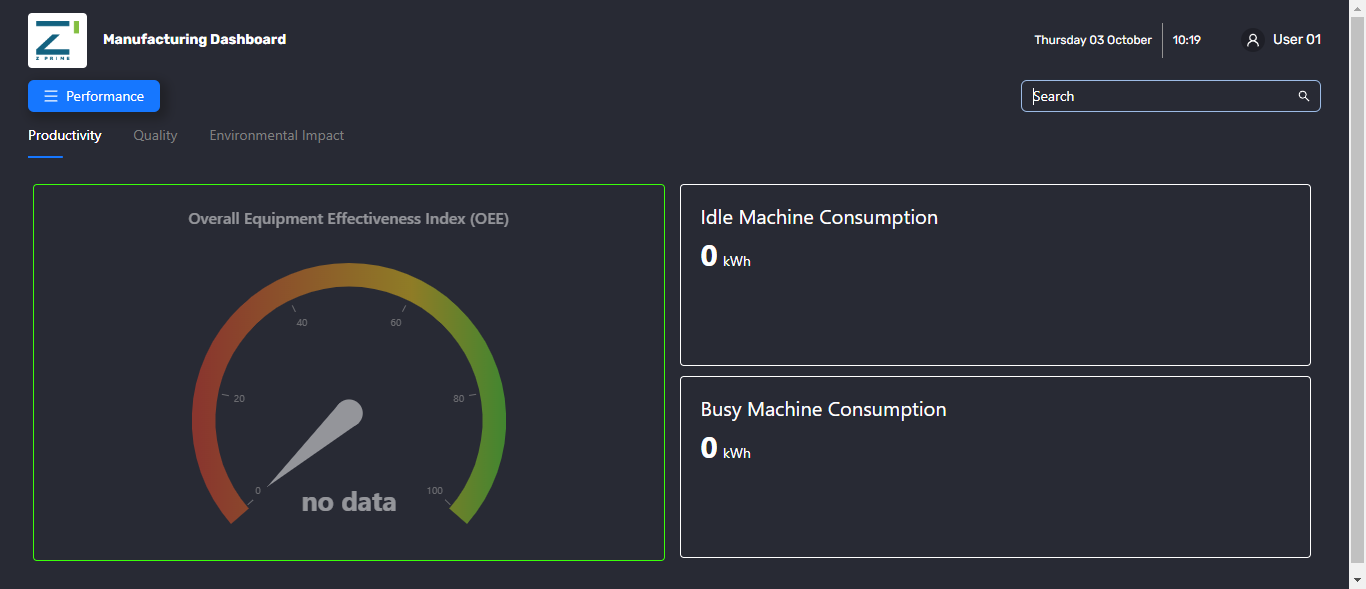 Z PRIME
Manufacturing Dashboard
Thursday 03 October
10:19
User 01
Performance
Search
Productivity
Quality
Environmental Impact
Overall Equipment Effectiveness Index (OEE)
0
20
40
60
80
100
no data
Idle Machine Consumption
0 kWh
Busy Machine Consumption
0 kWh